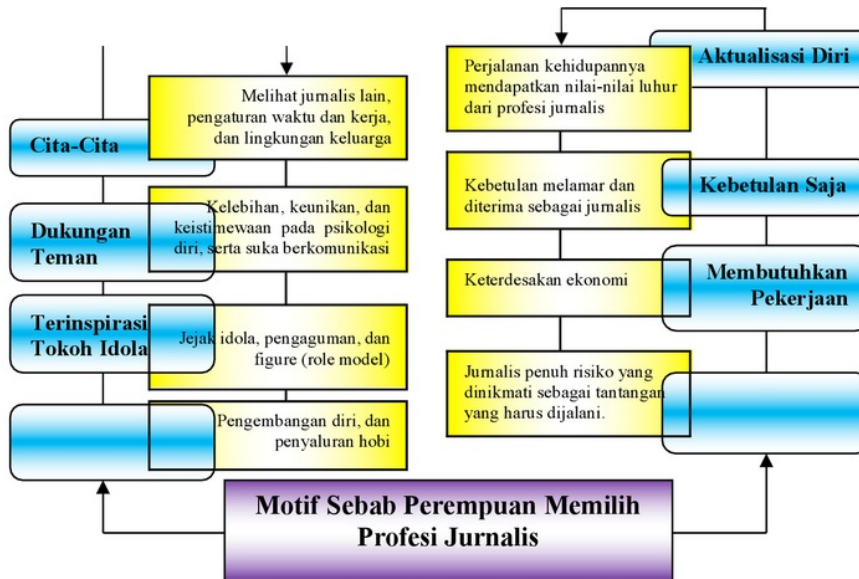 Cita-Cita
Melihat jurnalis lain,
pengaturan waktu dan kerja,
dan lingkungan keluarga
Dukungan
Teman
Kelebihan, keunikan, dan
keistimewaan pada psikologi
diri, serta suka berkomunikasi
Terinspirasi
Tokoh Idola
Jejak idola, pengaguman, dan
figure (role model)
Pengembangan diri, dan
penyaluran hobi
Perjalanan kehidupannya
mendapatkan nilai-nilai luhur
dari profesi jurnalis
Aktualisasi Diri
Kebetulan melamar dan
diterima sebagai jurnalis
Kebetulan Saja
Keterdesakan ekonomi
Membutuhkan
Pekerjaan
Jurnalis penuh risiko yang
dinikmati sebagai tantangan
yang harus dijalani.
Motif Sebab Perempuan Memilih
Profesi Jurnalis